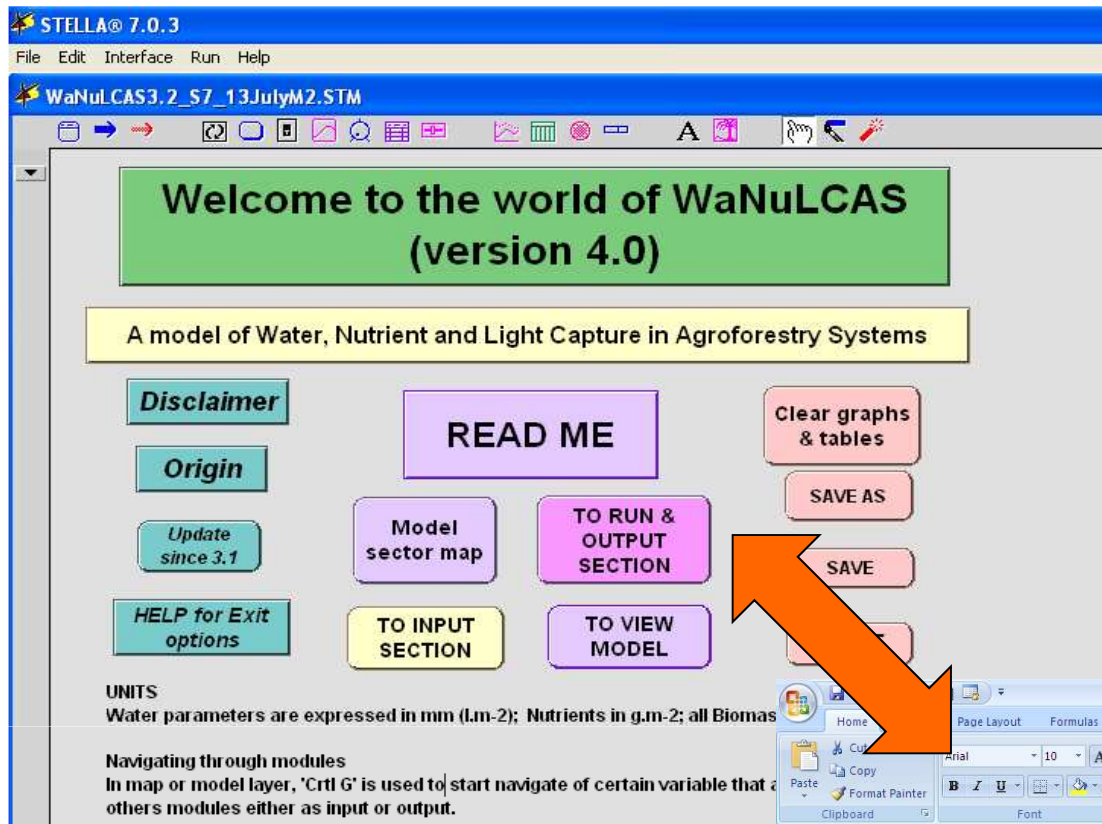 STELLA® 7.0.3
File Edit Interface Run Help
WaNuLCAS3.2_S7_13JulyM2.STM
A
Welcome to the world of WaNuLCAS
(version 4.0)
A model of Water, Nutrient and Light Capture in Agroforestry Systems
Disclaimer
Origin
Update
since 3.1
HELP for Exit
options
READ ME
Model
sector map
TO RUN &
OUTPUT
SECTION
TO INPUT
SECTION
TO VIEW
MODEL
Clear graphs
& tables
SAVE AS
SAVE
UNITS
Water parameters are expressed in mm (l.m-2); Nutrients in g.m-2; all
Navigating through modules
In map or model layer, 'Crtl G' is used to start navigate of certain variable that
others modules either as input or output.
Home Page Layout Formulas
Paste
Copy
Format Painter
Clipboard
Arial 10 A
B I U
Font